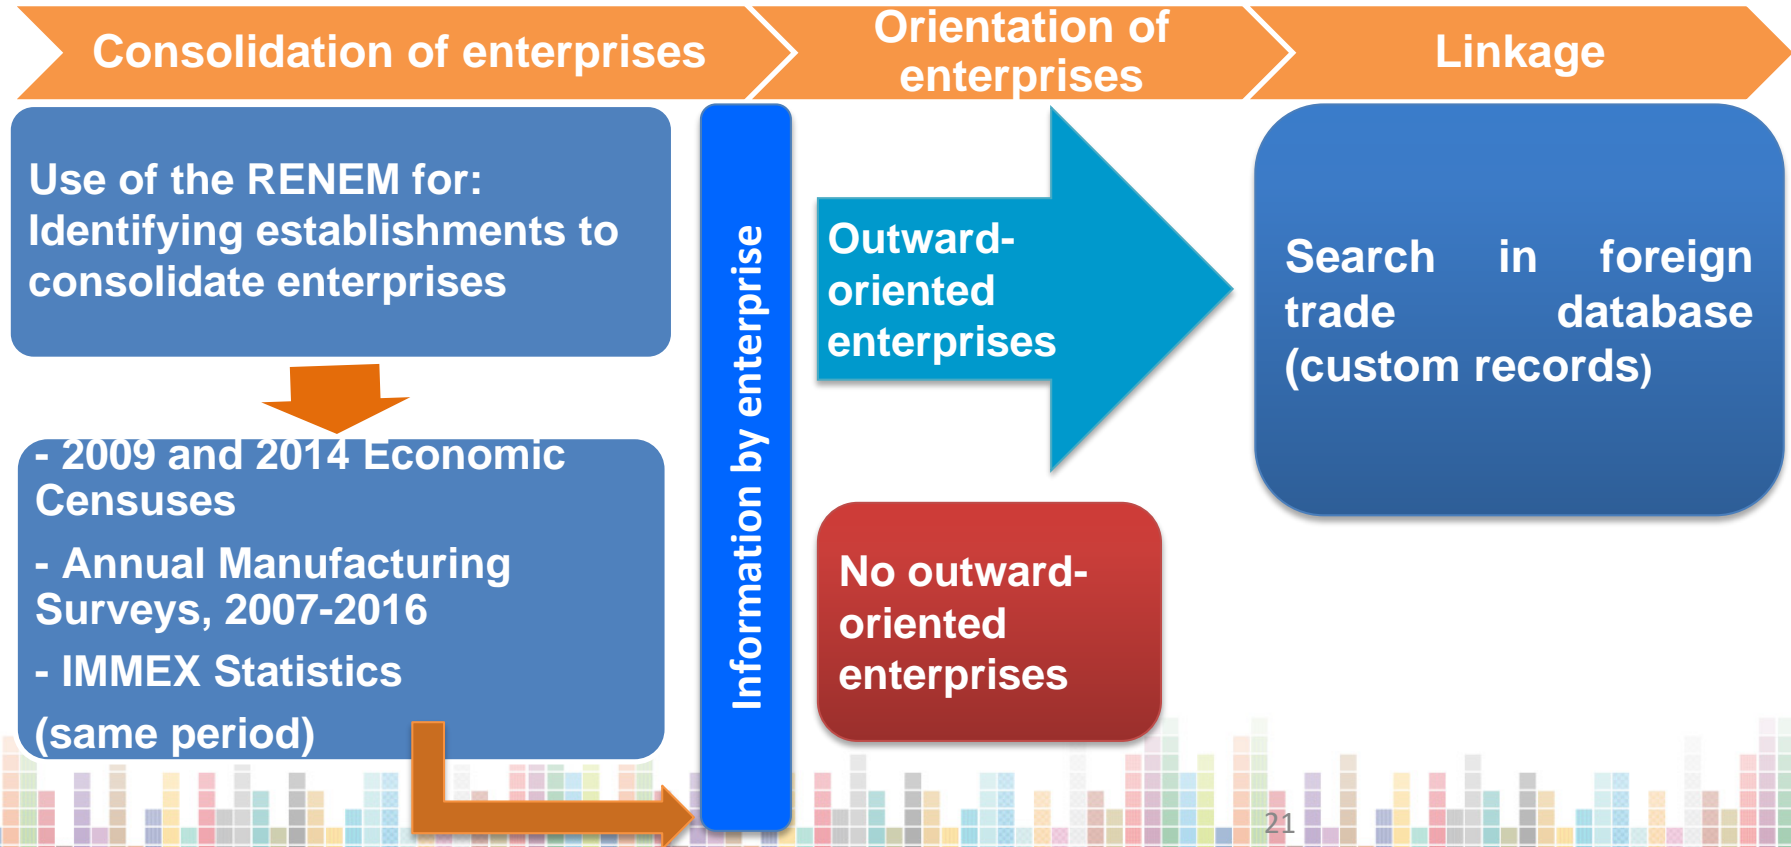 Consolidation of enterprises
Orientation of
enterprises
Linkage
Use of the RENEM for:
Identifying establishments to
consolidate enterprises
- 2009 and 2014 Economic
Censuses
- Annual Manufacturing
Surveys, 2007-2016
- IMMEX Statistics
(same period)
Information by enterprise
Outward-
oriented
enterprises
No outward-
oriented
enterprises
Search in foreign
trade database
(custom records)
21